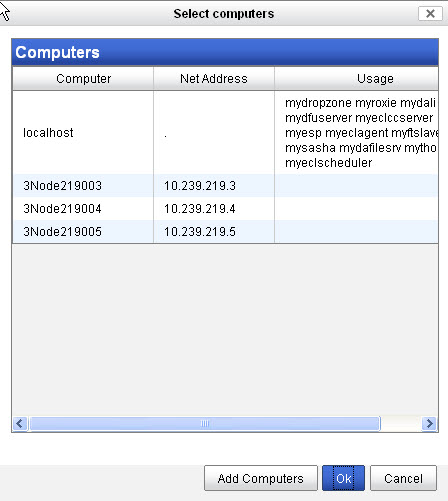 Select computers
Computers
Computer Net Address Usage
mydropzone myroxie mydali
mydfuserver myeclccserver
localhost . myesp myeclagent myftslave
mysasha mydafilesrv mytho
myeclscheduler
3Node219003 10.239.219.3
3Node219004 10.239.219.4
3Node219005 10.239.219.5
Add Computers Ok Cancel